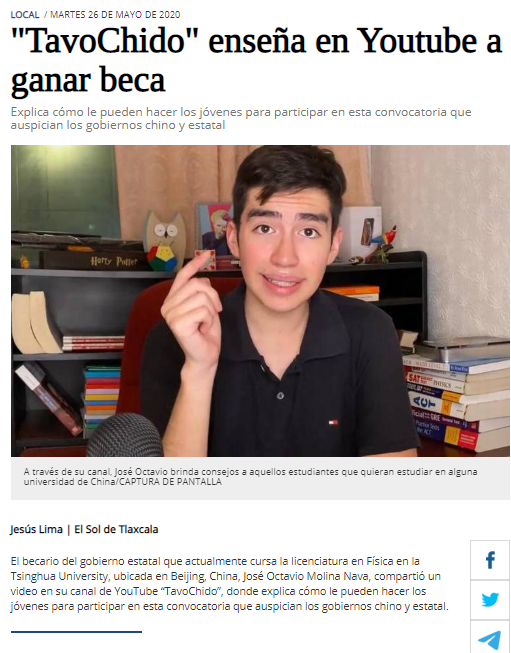 LOCAL / MARTES 26 DE MAYO DE 2020
"TavoChido" enseña en Youtube a
ganar beca
Explica cómo le pueden hacer los jóvenes para participar en esta convocatoria que
auspician los gobiernos chino y estatal
Harry Potter
SAT
ACT
GRE
A través de su canal, José Octavio brinda consejos a aquellos estudiantes que quieran estudiar en alguna
universidad de China/CAPTURA DE PANTALLA
Jesús Lima | El Sol de Tlaxcala
El becario del gobierno estatal que actualmente cursa la licenciatura en Física en la
Tsinghua University, ubicada en Beijing, China, José Octavio Molina Nava, compartió un
video en su canal de YouTube “TavoChido”, donde explica cómo le pueden hacer los
jóvenes para participar en esta convocatoria que auspician los gobiernos chino y estatal.